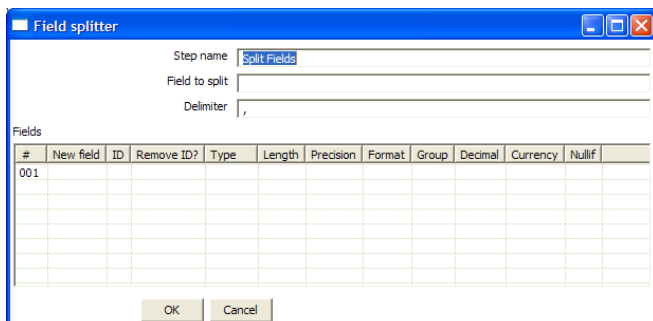 Field splitter
Step name Split Fields
Field to split
Delimiter ,
Fields
# New field ID Remove ID? Type Length Precision Format Group Decimal Currency Nullif
001
OK Cancel